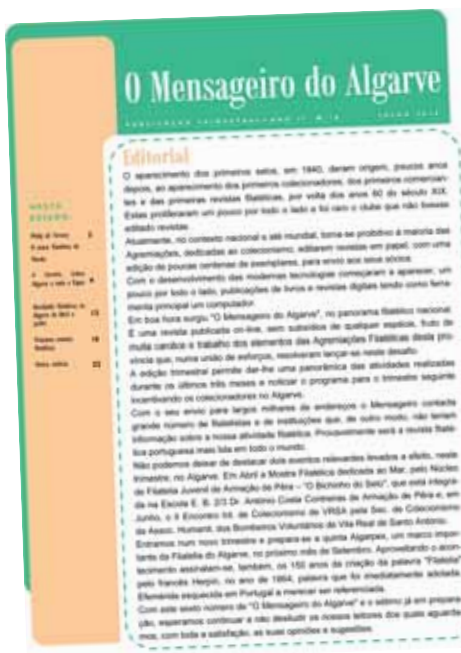 O Mensageiro do Algarve
Editorial
O aparecimento dos primeiros selos, em 1840, deram origem, poucos anos
depois, ao aparecimento dos primeiros colecionadores, dos primeiros comercian-
tes e das primeiras revistas filatélicas, por volta dos anos 60 do século XIX.
Estas proliferaram um pouco por todo o lado e foi raro o clube que não tivesse
editado revistas.
Atualmente, no contexto nacional e até mundial, torna-se proibitivo à maioria das
Agremiações, dedicadas ao colecionismo, editarem revistas em papel, com uma
edição de poucas centenas de exemplares, para envio aos seus sócios.
Com o desenvolvimento das modernas tecnologias começaram a aparecer, um
pouco por todo o lado, publicações de livros e revistas digitais tendo como ferra-
menta principal um computador.
Em boa hora surgiu "O Mensageiro do Algarve", no panorama filatélico nacional.
É uma revista publicada on-line, sem subsídios de qualquer espécie, fruto de
muita carolice e trabalho dos elementos das Agremiações Filatélicas desta pro-
víncia que, numa união de esforços, resolveram lançar-se neste desafio.
A edição trimestral permite dar-lhe uma panorâmica das atividades realizadas
durante os últimos três meses e noticiar o programa para o trimestre seguinte
incentivando os colecionadores no Algarve.
Com o seu envio para largos milhares de endereços o Mensageiro contacta
grande número de filatelistas e de instituições que, de outro modo, não teriam
informação sobre a nossa atividade filatélica. Provavelmente será a revista filaté-
lica portuguesa mais lida em todo o mundo.
Não podemos deixar de destacar dois eventos relevantes levados a efeito, neste
trimestre, no Algarve. Em Abril a Mostra Filatélica dedicada ao Mar, pelo Núcleo
de Filatelia Juvenil de Armação de Pêra – "O Bichinho do Selo", que está integra-
da na Escola E. B. 2/3 Dr. António Costa Contreiras de Armação de Pêra e, em
Junho, o II Encontro Int. de Colecionismo de VRSA pela Sec. de Colecionismo
da Assoc. Humanit. dos Bombeiros Voluntários de Vila Real de Santo António.
Entramos num novo trimestre e prepara-se a quinta Algarpex, um marco impor-
tante da Filatelia do Algarve, no próximo mês de Setembro. Aproveitando o acon-
tecimento assinalam-se, também, os 150 anos da criação da palavra "Filatelia"
pelo francês Herpin, no ano de 1864, palavra que foi imediatamente adotada.
Efeméride esquecida em Portugal a merecer ser referenciada.
Com este sexto número de "O Mensageiro do Algarve" e o sétimo já em prepara-
ção, esperamos continuar a não desiludir os nossos leitores dos quais aguarda-
mos, com toda a satisfação, as suas opiniões e sugestões.